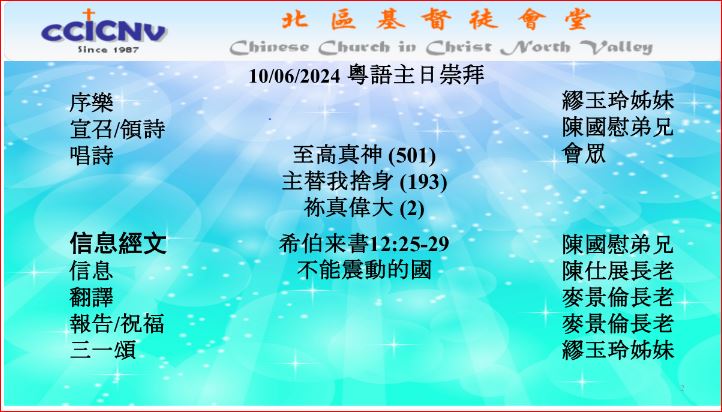 CCICNV
Since 1987
北區基督徒會堂
Chinese Church in Christ North Valley
10/06/2024 粵語主日崇拜
序樂 繆玉玲姊妹
宣召/領詩 陳國慰弟兄
唱詩 至高真神 (501) 會眾
主替我捨身 (193)
祢真偉大 (2)
信息經文 希伯来書12:25-29 陳國慰弟兄
信息 不能震動的國 陳仕展長老
翻譯 麥景倫長老
報告/祝福 麥景倫長老
三一頌 繆玉玲姊妹
2